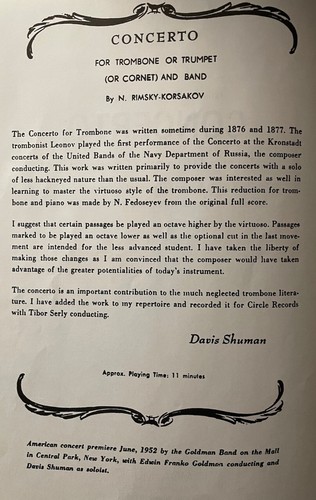 CONCERTO
FOR TROMBONE OR TRUMPET
(OR CORNET) AND BAND
By N. RIMSKY-KORSAKOV
The Concerto for Trombone was written sometime during 1876 and 1877. The
trombonist Leonov played the first performance of the Concerto at the Kronstadt
concerts of the United Bands of the Navy Department of Russia, the composer
conducting. This work was written primarily to provide the concerts with a solo
of less hackneyed nature than the usual. The composer was interested as well in
learning to master the virtuoso style of the trombone. This reduction for trom-
bone and piano was made by N. Fedoseyev from the original full score.
I suggest that certain passages be played an octave higher by the virtuoso. Passages
marked to be played an octave lower as well as the optional cut in the last move-
ment are intended for the less advanced student. I have taken the liberty of
making those changes as I am convinced that the composer would have taken
advantage of the greater potentialities of today's instrument.
The concerto is an important contribution to the much neglected trombone litera-
ture. I have added the work to my repertoire and recorded it for Circle Records
with Tibor Serly conducting.
Davis Shuman
Approx. Playing Time: 11 minutes
American concert premiere June, 1952 by the Goldman Band on the Mall
in Central Park, New York, with Edwin Franko Goldman conducting and
Davis Shuman as soloist.